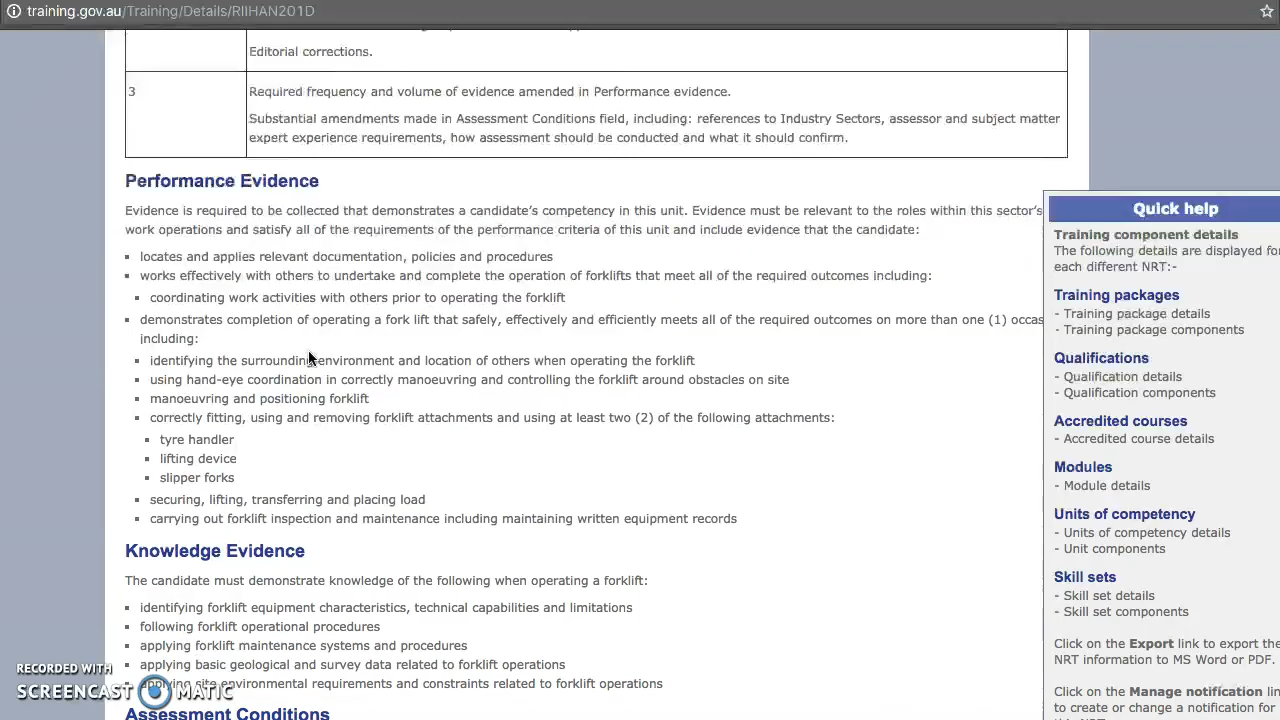 training.gov.au/Training/Details/RIIHAN201D
Editorial corrections.
3
Required frequency and volume of evidence amended in Performance evidence.
Substantial amendments made in Assessment Conditions field, including: references to Industry Sectors, assessor and subject matter
expert experience requirements, how assessment should be conducted and what it should confirm.
Performance Evidence
Evidence is required to be collected that demonstrates a candidate's competency in this unit. Evidence must be relevant to the roles within this sector's
work operations and satisfy all of the requirements of the performance criteria of this unit and include evidence that the candidate:
locates and applies relevant documentation, policies and procedures
works effectively with others to undertake and complete the operation of forklifts that meet all of the required outcomes including:
coordinating work activities with others prior to operating the forklift
demonstrates completion of operating a fork lift that safely, effectively and efficiently meets all of the required outcomes on more than one (1) occas
including:
identifying the surrounding environment and location of others when operating the forklift
using hand-eye coordination in correctly manoeuvring and controlling the forklift around obstacles on site
manoeuvring and positioning forklift
correctly fitting, using and removing forklift attachments and using at least two (2) of the following attachments:
tyre handler
lifting device
slipper forks
securing, lifting, transferring and placing load
carrying out forklift inspection and maintenance including maintaining written equipment records
Knowledge Evidence
The candidate must demonstrate knowledge of the following when operating a forklift:
identifying forklift equipment characteristics, technical capabilities and limitations
following forklift operational procedures
applying forklift maintenance systems and procedures
applying basic geological and survey data related to forklift operations
applying site environmental requirements and constraints related to forklift operations
Assessment Conditions
Quick help
Training component details
The following details are displayed for
each different NRT:-
Training packages
- Training package details
- Training package components
Qualifications
- Qualification details
- Qualification components
Accredited courses
- Accredited course details
Modules
- Module details
Units of competency
- Units of competency details
- Unit components
Skill sets
- Skill set details
- Skill set components
Click on the Export link to export the
NRT information to MS Word or PDF.
Click on the Manage notification lin
to create or change a notification for
RECORDED WITH
SCREENCAST MATIC